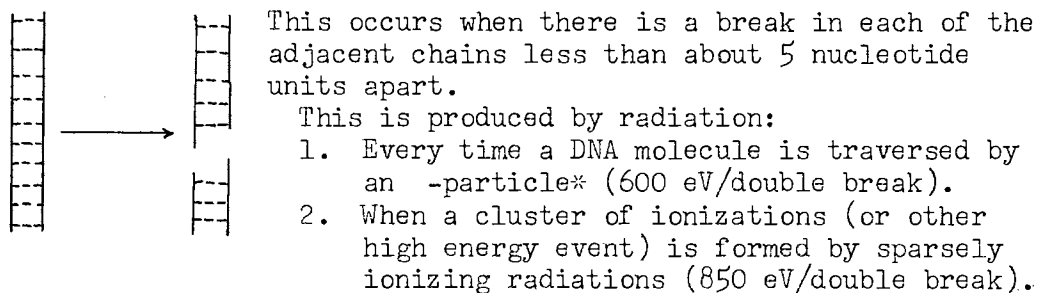 This occurs when there is a break in each of the
adjacent chains less than about 5 nucleotide
units apart.
This is produced by radiation:
1. Every time a DNA molecule is traversed by
an -particle* (600 eV/double break).
2. When a cluster of ionizations (or other
high energy event) is formed by sparsely
ionizing radiations (850 eV/double break).